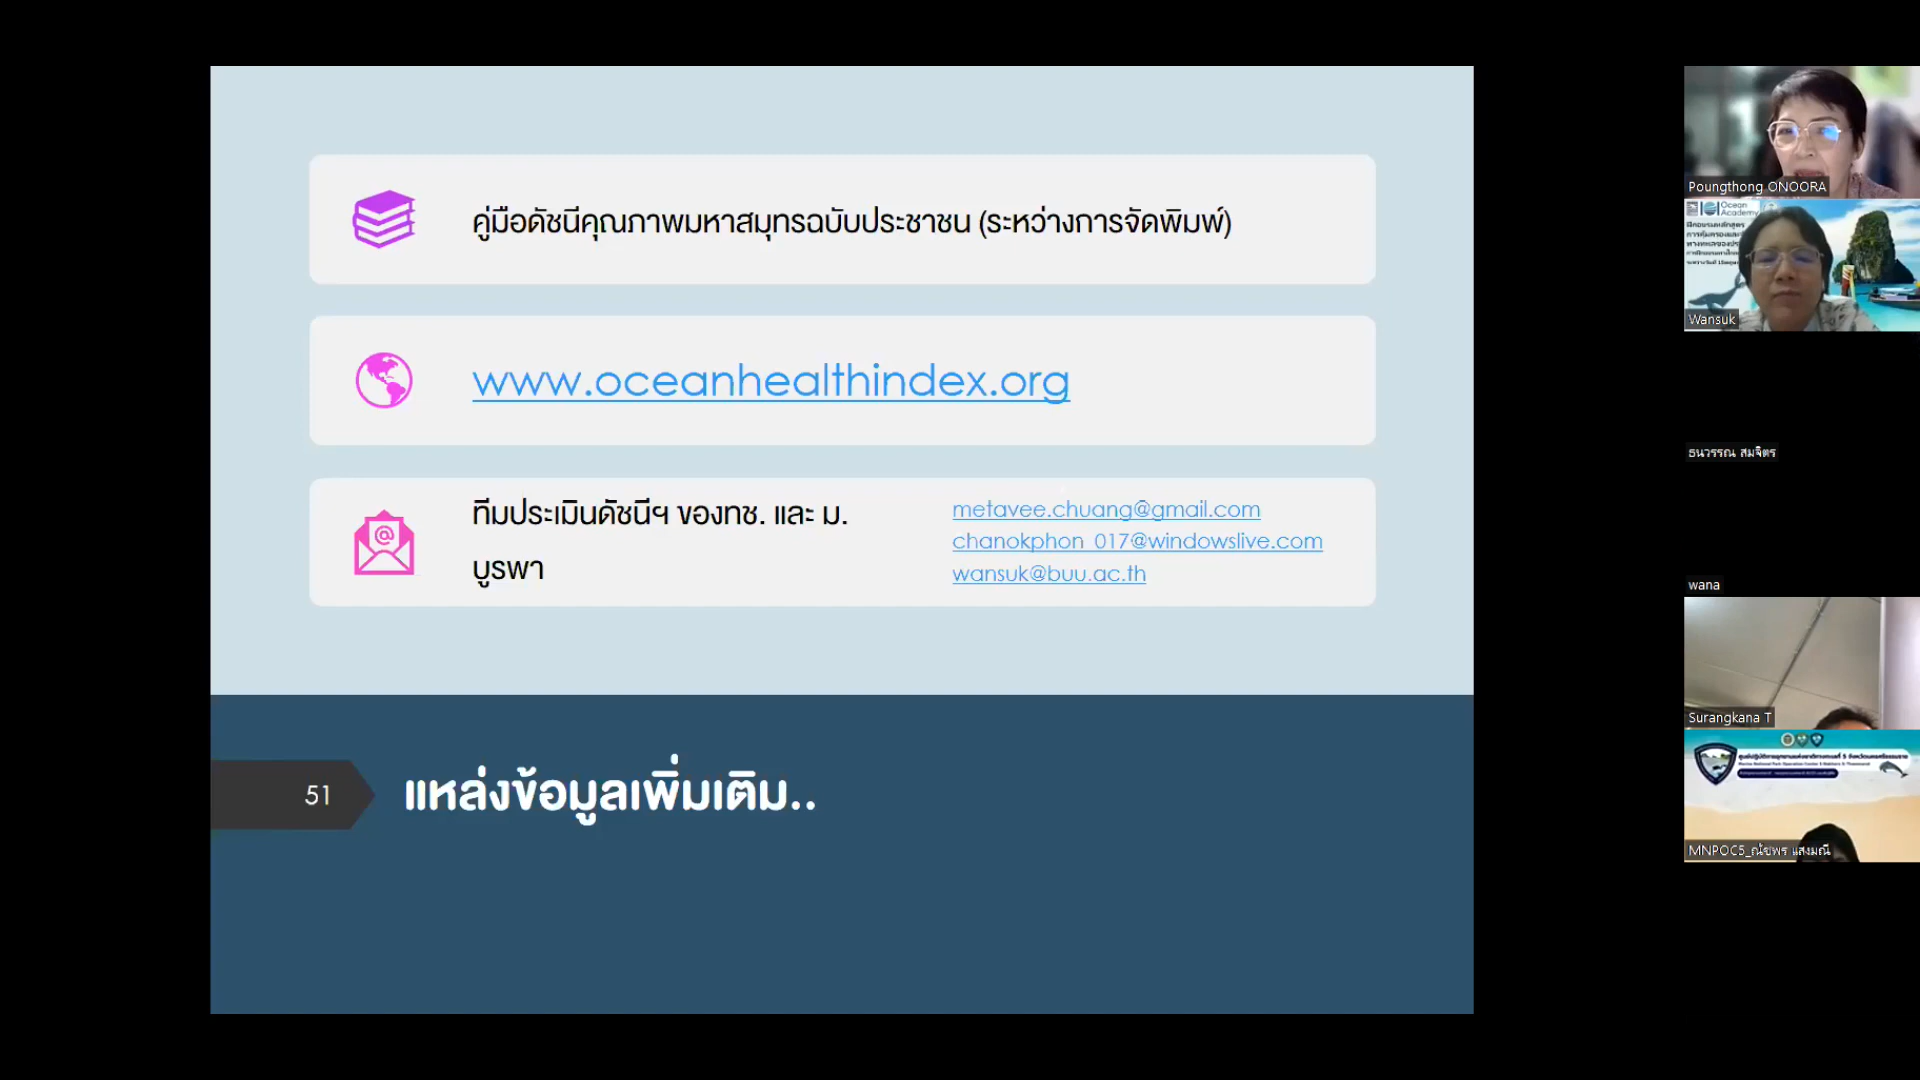 คู่มือดัชนีคุณภาพมหาสมุทรฉบับประชาชน (ระหว่างการจัดพิมพ์)
www.oceanhealthindex.org
ทีมประเมินดัชนีฯ ของทช. และ ม.
บูรพา
metavee.chuang@gmail.com
chanokphon_017@windowslive.com
wansuk@buu.ac.th
51
แหล่งข้อมูลเพิ่มเติม..
Poungthong ONOORA
Ocean
Academy
Wansuk
ธนวรรณ สมจิตร
wana
Surangkana T
MNPOC5_ณัชพร แสงมณี